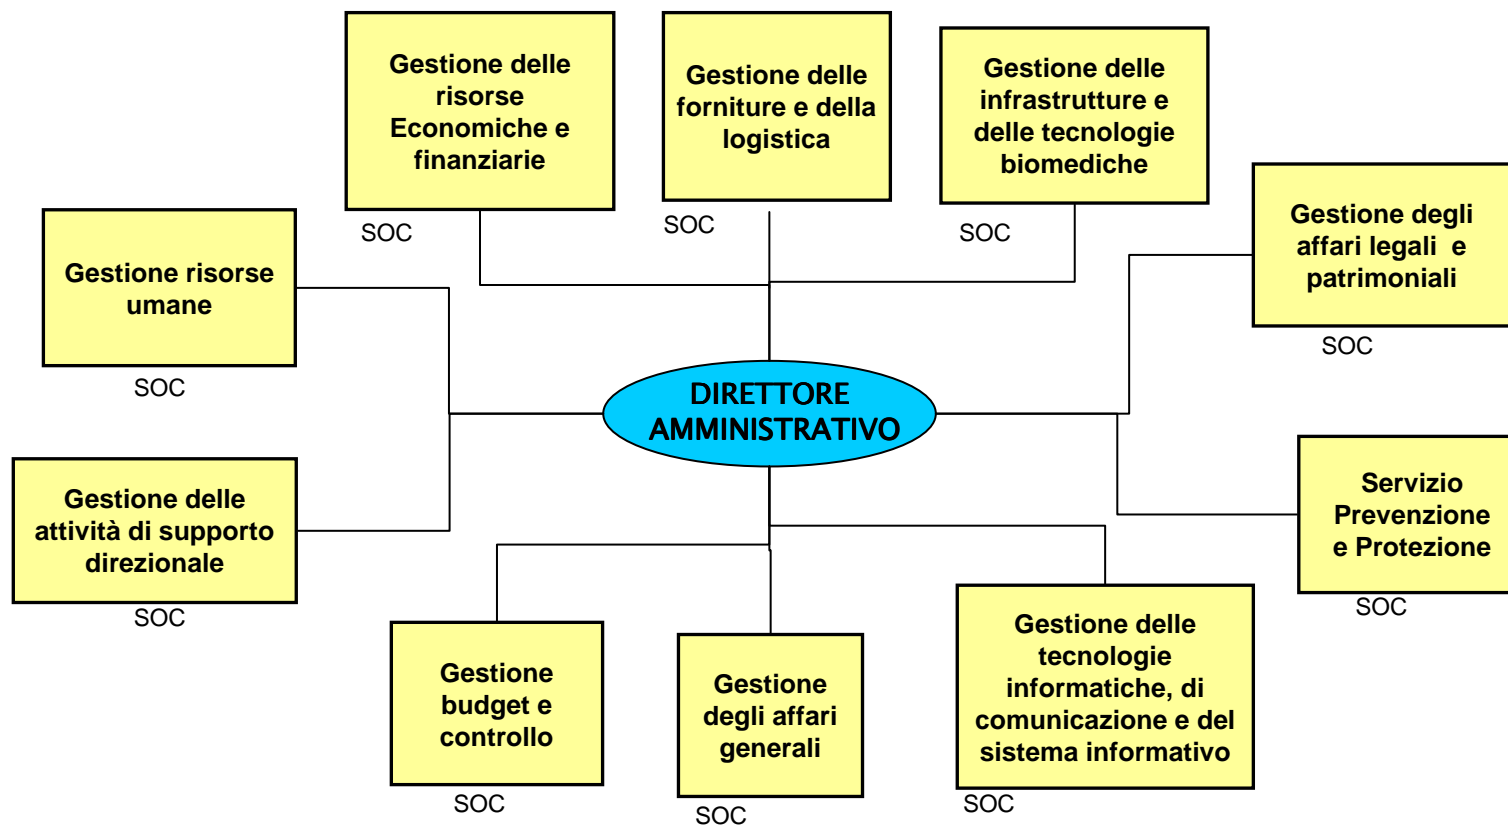 Gestione delle
risorse
Economiche e
finanziarie
SOC
Gestione delle
forniture e della
logistica
SOC
Gestione delle
infrastrutture e
delle tecnologie
biomediche
SOC
Gestione degli
affari legali e
patrimoniali
SOC
Gestione risorse
umane
SOC
DIRETTORE
AMMINISTRATIVO
Gestione delle
attività di supporto
direzionale
SOC
Servizio
Prevenzione
e Protezione
SOC
Gestione
budget e
controllo
SOC
Gestione
degli affari
generali
SOC
Gestione delle
tecnologie
informatiche, di
comunicazione e del
sistema informativo
SOC